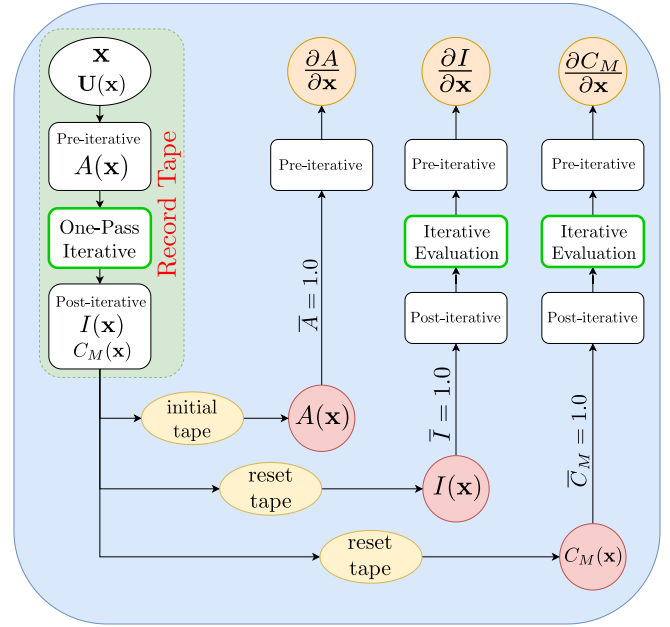 x
U(x)
Pre-iterative
A(x)
One-Pass
Iterative
Post-iterative
I(x)
C_M(x)
Record Tape
∂A
∂x
∂I
∂x
∂C_M
∂x
Pre-iterative
Pre-iterative
Pre-iterative
Iterative
Evaluation
Iterative
Evaluation
Post-iterative
Post-iterative
A̅ = 1.0
I̅ = 1.0
C̅_M = 1.0
initial
tape
A(x)
reset
tape
I(x)
reset
tape
C_M(x)